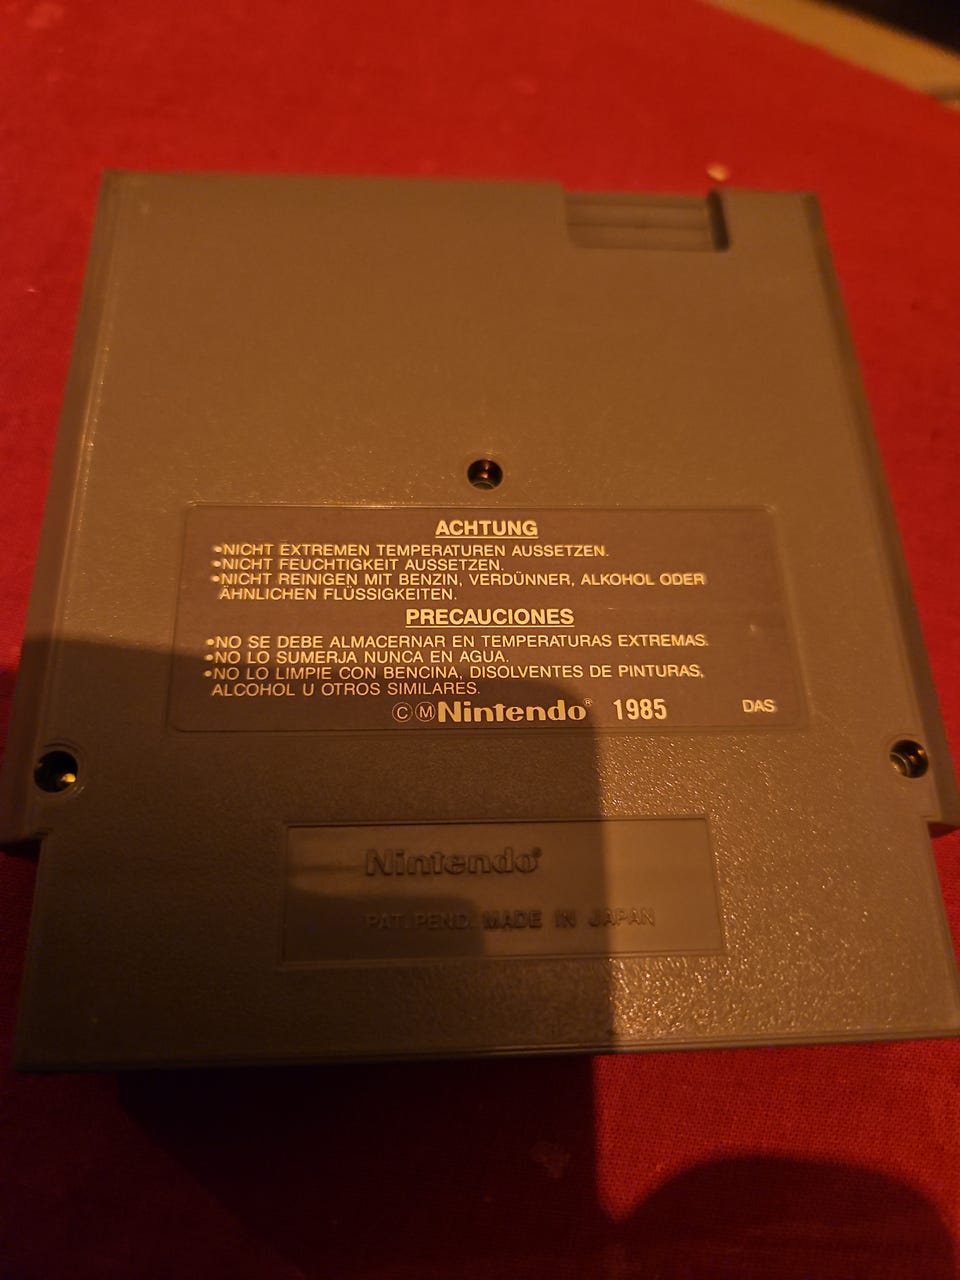 ACHTUNG
•NICHT EXTREMEN TEMPERATUREN AUSSETZEN.
•NICHT FEUCHTIGKEIT AUSSETZEN.
•NICHT REINIGEN MIT BENZIN, VERDÜNNER, ALKOHOL ODER
ÄHNLICHEN FLÜSSIGKEITEN.
PRECAUCIONES
•NO SE DEBE ALMACERNAR EN TEMPERATURAS EXTREMAS.
•NO LO SUMERJA NUNCA EN AGUA.
•NO LO LIMPIE CON BENCINA, DISOLVENTES DE PINTURAS,
ALCOHOL U OTROS SIMILARES.
ⒸⓂNintendo® 1985 DAS
Nintendo®
PAT. PEND. MADE IN JAPAN